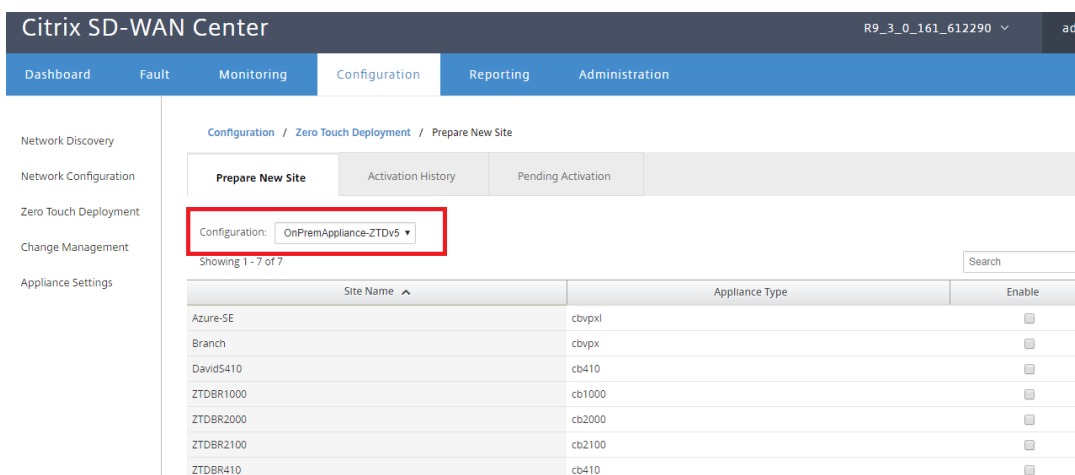 Citrix SD-WAN Center R9_3_0_161_612290 ad
Dashboard Fault Monitoring Configuration Reporting Administration
Network Discovery
Network Configuration
Zero Touch Deployment
Change Management
Appliance Settings
Configuration / Zero Touch Deployment / Prepare New Site
Prepare New Site Activation History Pending Activation
Configuration: OnPremAppliance-ZTDv5
Showing 1 - 7 of 7 Search
Site Name Appliance Type Enable
Azure-SE cbvpxl
Branch cbvpx
DavidS410 cb410
ZTDBR1000 cb1000
ZTDBR2000 cb2000
ZTDBR2100 cb2100
ZTDBR410 cb410